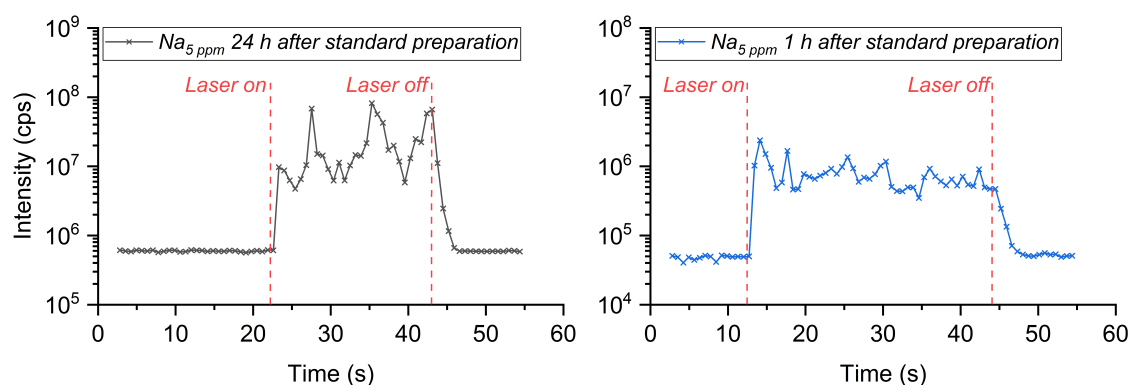 Na5 ppm 24 h after standard preparation
Laser on
Laser off
Intensity (cps)
10^9
10^8
10^7
10^6
10^5
0 10 20 30 40 50 60
Time (s)
Na5 ppm 1 h after standard preparation
Laser on
Laser off
10^8
10^7
10^6
10^5
10^4
0 10 20 30 40 50 60
Time (s)